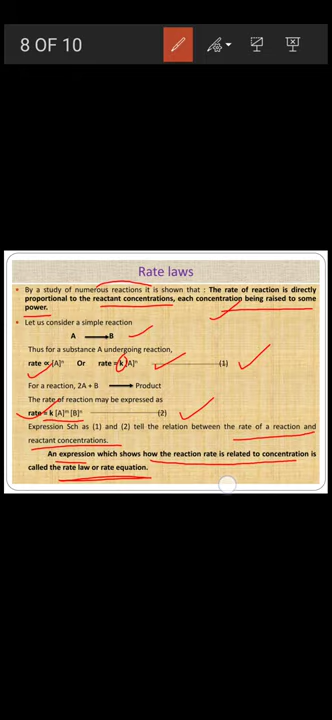 8 OF 10
Rate laws
By a study of numerous reactions it is shown that : The rate of reaction is directly
proportional to the reactant concentrations, each concentration being raised to some
power.
Let us consider a simple reaction
A → B
Thus for a substance A undergoing reaction,
rate ∝ [A]ⁿ Or rate = k [A]ⁿ (1)
For a reaction, 2A + B → Product
The rate of reaction may be expressed as
rate = k [A]ᵐ [B]ⁿ (2)
Expression Sch as (1) and (2) tell the relation between the rate of a reaction and
reactant concentrations.
An expression which shows how the reaction rate is related to concentration is
called the rate law or rate equation.